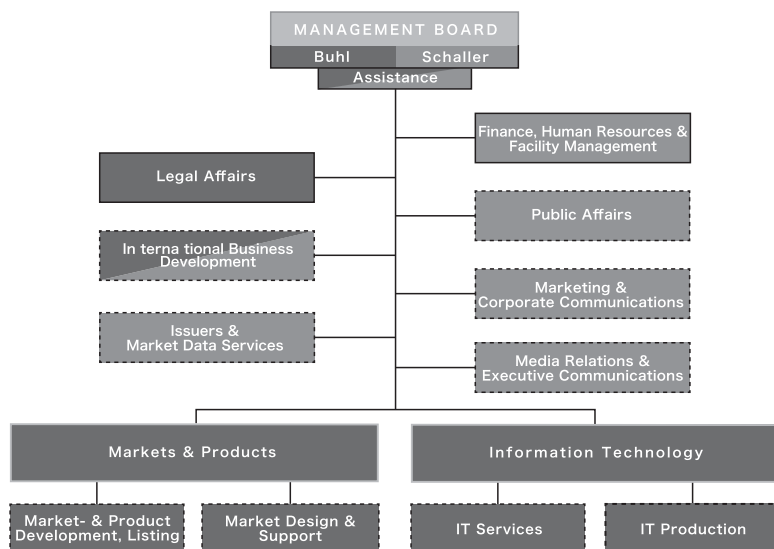 MANAGEMENT BOARD
Buhl Schaller
Assistance
Finance, Human Resources &
Facility Management
Legal Affairs
Public Affairs
In terna tional Business
Development
Marketing &
Corporate Communications
Issuers &
Market Data Services
Media Relations &
Executive Communications
Markets & Products
Information Technology
Market- & Product
Development, Listing
Market Design &
Support
IT Services
IT Production